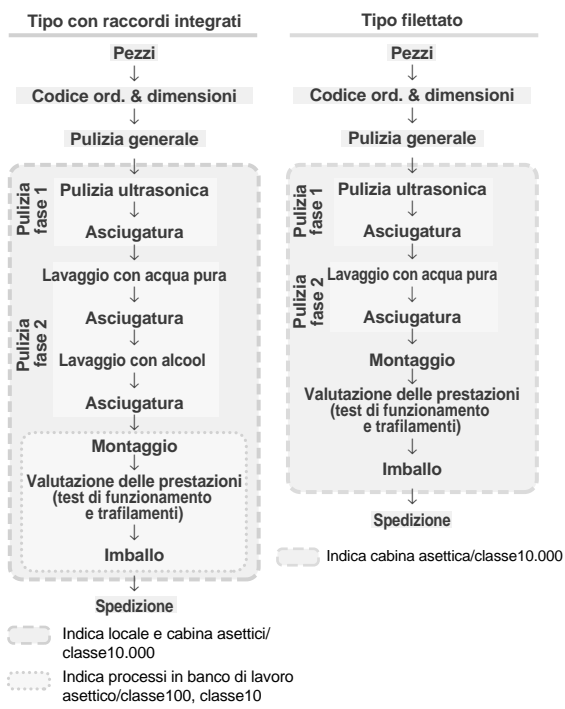 Tipo con raccordi integrati
Pezzi
Codice ord. & dimensioni
Pulizia generale
Pulizia
fase 1
Pulizia ultrasonica
Asciugatura
Pulizia
fase 2
Lavaggio con acqua pura
Asciugatura
Lavaggio con alcool
Asciugatura
Montaggio
Valutazione delle prestazioni
(test di funzionamento
e trafilamenti)
Imballo
Spedizione
Indica locale e cabina asettici/
classe10.000
Indica processi in banco di lavoro
asettico/classe100, classe10
Tipo filettato
Pezzi
Codice ord. & dimensioni
Pulizia generale
Pulizia
fase 1
Pulizia ultrasonica
Asciugatura
Pulizia
fase 2
Lavaggio con acqua pura
Asciugatura
Montaggio
Valutazione delle prestazioni
(test di funzionamento
e trafilamenti)
Imballo
Spedizione
Indica cabina asettica/classe10.000